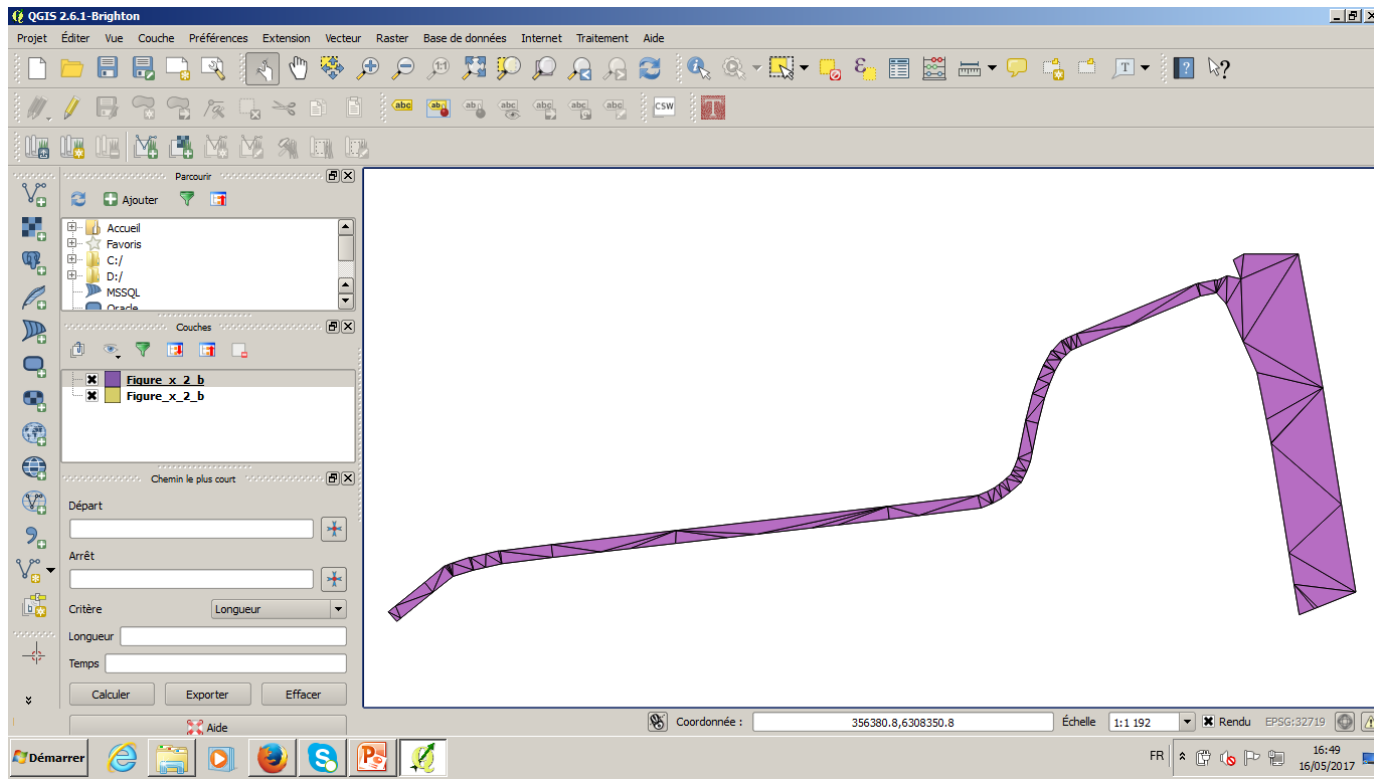 QGIS 2.6.1-Brighton
Projet Éditer Vue Couche Préférences Extension Vecteur Raster Base de données Internet Traitement Aide
abc abc CSW T
Parcourir
Ajouter
Accueil
Favoris
C:/
D:/
MSSQL
Oracle
Couches
Figure_x_2_b
Figure_x_2_b
Chemin le plus court
Départ
Arrêt
Critère Longueur
Longueur
Temps
Calculer Exporter Effacer
Aide
Coordonnée : 356380.8,6308350.8 Échelle 1:1 192 Rendu EPSG:32719
Démarrer FR 16:49
16/05/2017